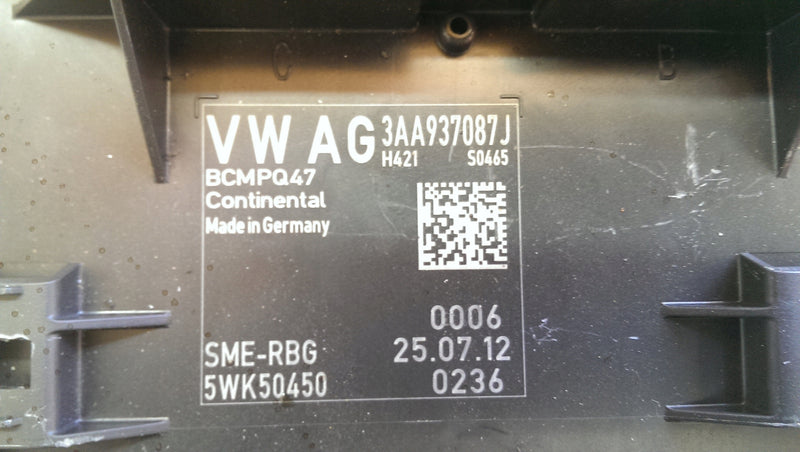 C B
VW AG 3AA937087J
H421 S0465
BCMPQ47
Continental
Made in Germany
0006
SME-RBG 25.07.12
5WK50450 0236